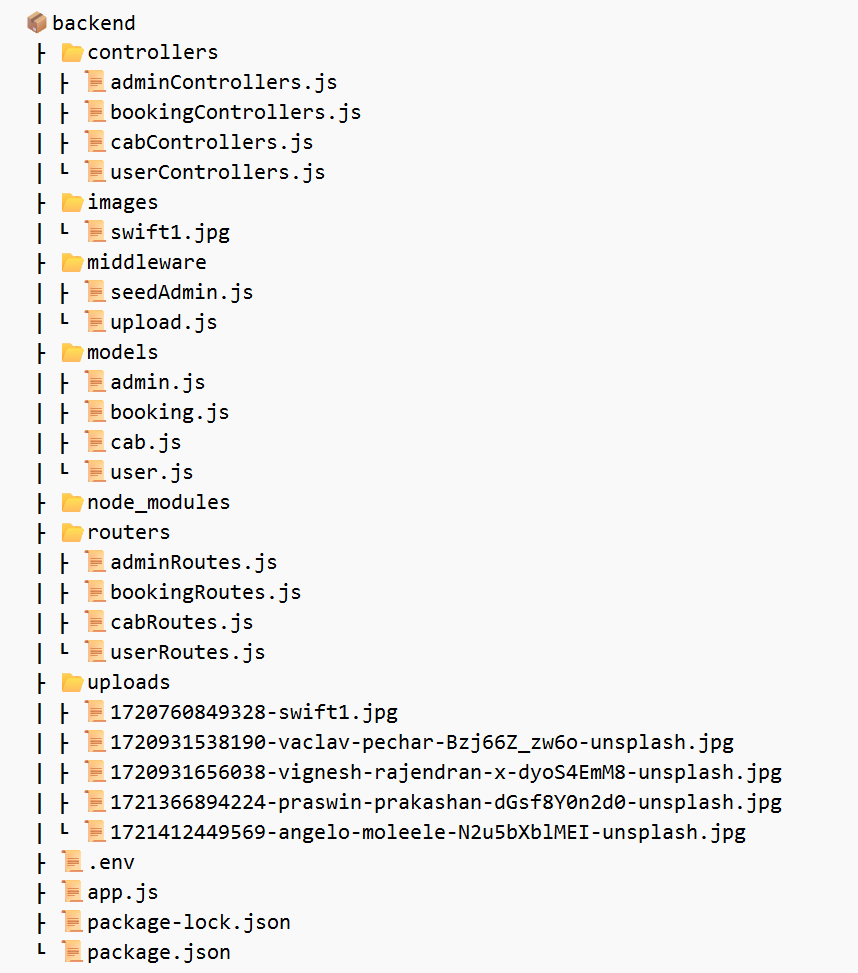 backend
├ controllers
| ├ adminControllers.js
| ├ bookingControllers.js
| ├ cabControllers.js
| └ userControllers.js
├ images
| └ swift1.jpg
├ middleware
| ├ seedAdmin.js
| └ upload.js
├ models
| ├ admin.js
| ├ booking.js
| ├ cab.js
| └ user.js
├ node_modules
├ routers
| ├ adminRoutes.js
| ├ bookingRoutes.js
| ├ cabRoutes.js
| └ userRoutes.js
├ uploads
| ├ 1720760849328-swift1.jpg
| ├ 1720931538190-vaclav-pechar-Bzj66Z_zw6o-unsplash.jpg
| ├ 1720931656038-vignesh-rajendran-x-dyoS4EmM8-unsplash.jpg
| ├ 1721366894224-praswin-prakashan-dGsf8Y0n2d0-unsplash.jpg
| └ 1721412449569-angelo-moleele-N2u5bXblMEI-unsplash.jpg
├ .env
├ app.js
├ package-lock.json
└ package.json